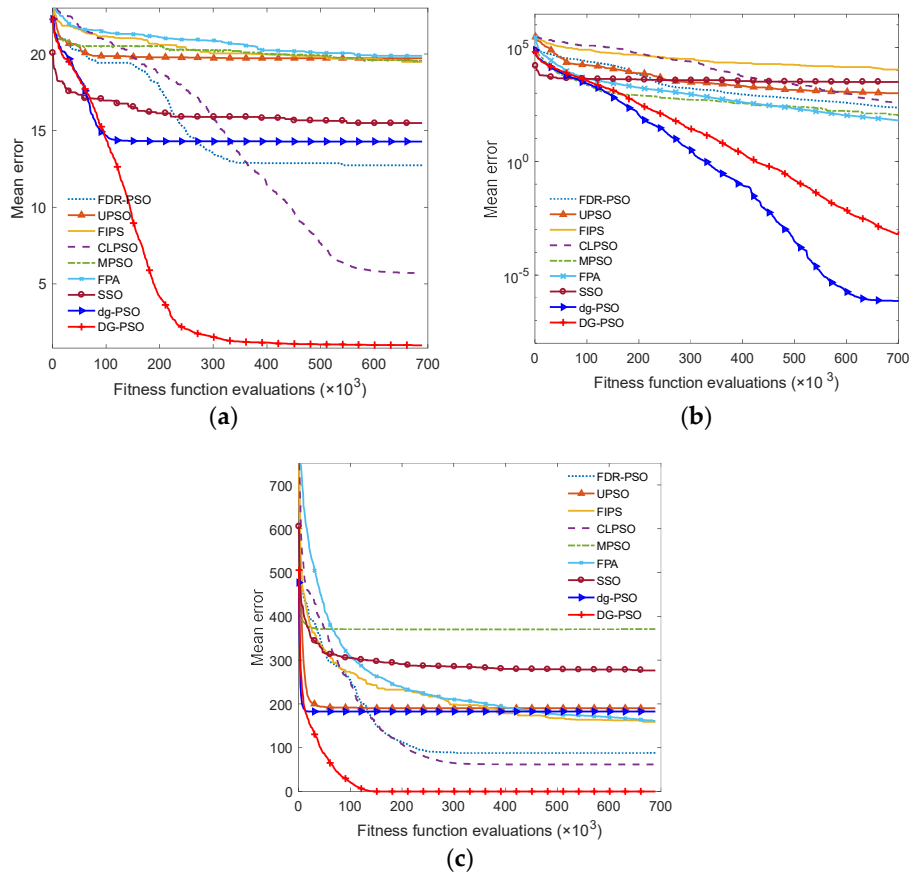 20
15
10
5
Mean error
FDR-PSO
UPSO
FIPS
CLPSO
MPSO
FPA
SSO
dg-PSO
DG-PSO
0 100 200 300 400 500 600 700
Fitness function evaluations (×10³)
(a)
10⁵
10⁰
10⁻⁵
Mean error
FDR-PSO
UPSO
FIPS
CLPSO
MPSO
FPA
SSO
dg-PSO
DG-PSO
0 100 200 300 400 500 600 700
Fitness function evaluations (×10 ³)
(b)
700
600
500
400
300
200
100
0
Mean error
FDR-PSO
UPSO
FIPS
CLPSO
MPSO
FPA
SSO
dg-PSO
DG-PSO
0 100 200 300 400 500 600 700
Fitness function evaluations (×10³)
(c)